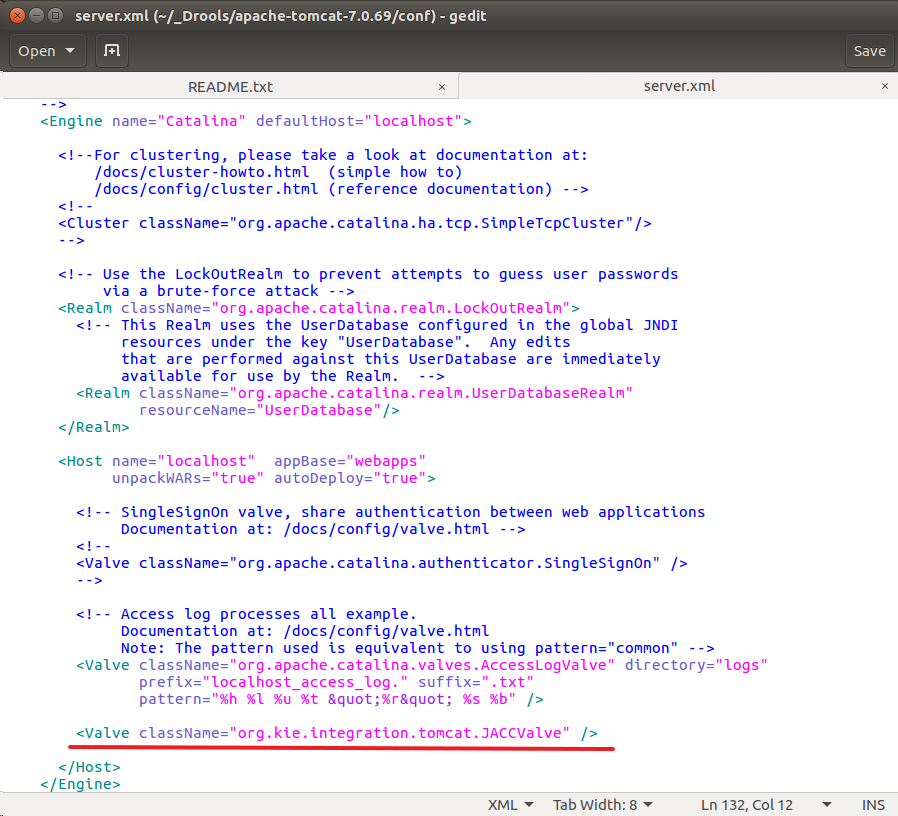 server.xml (~/_Drools/apache-tomcat-7.0.69/conf) - gedit
Open Save
README.txt × server.xml ×
-->
<Engine name="Catalina" defaultHost="localhost">
<!--For clustering, please take a look at documentation at:
/docs/cluster-howto.html  (simple how to)
/docs/config/cluster.html (reference documentation) -->
<!--
<Cluster className="org.apache.catalina.ha.tcp.SimpleTcpCluster"/>
-->
<!-- Use the LockOutRealm to prevent attempts to guess user passwords
via a brute-force attack -->
<Realm className="org.apache.catalina.realm.LockOutRealm">
<!-- This Realm uses the UserDatabase configured in the global JNDI
resources under the key "UserDatabase".  Any edits
that are performed against this UserDatabase are immediately
available for use by the Realm.  -->
<Realm className="org.apache.catalina.realm.UserDatabaseRealm"
resourceName="UserDatabase"/>
</Realm>
<Host name="localhost"  appBase="webapps"
unpackWARs="true" autoDeploy="true">
<!-- SingleSignOn valve, share authentication between web applications
Documentation at: /docs/config/valve.html -->
<!--
<Valve className="org.apache.catalina.authenticator.SingleSignOn" />
-->
<!-- Access log processes all example.
Documentation at: /docs/config/valve.html
Note: The pattern used is equivalent to using pattern="common" -->
<Valve className="org.apache.catalina.valves.AccessLogValve" directory="logs"
prefix="localhost_access_log." suffix=".txt"
pattern="%h %l %u %t &quot;%r&quot; %s %b" />
<Valve className="org.kie.integration.tomcat.JACCValve" />
</Host>
</Engine>
XML Tab Width: 8 Ln 132, Col 12 INS